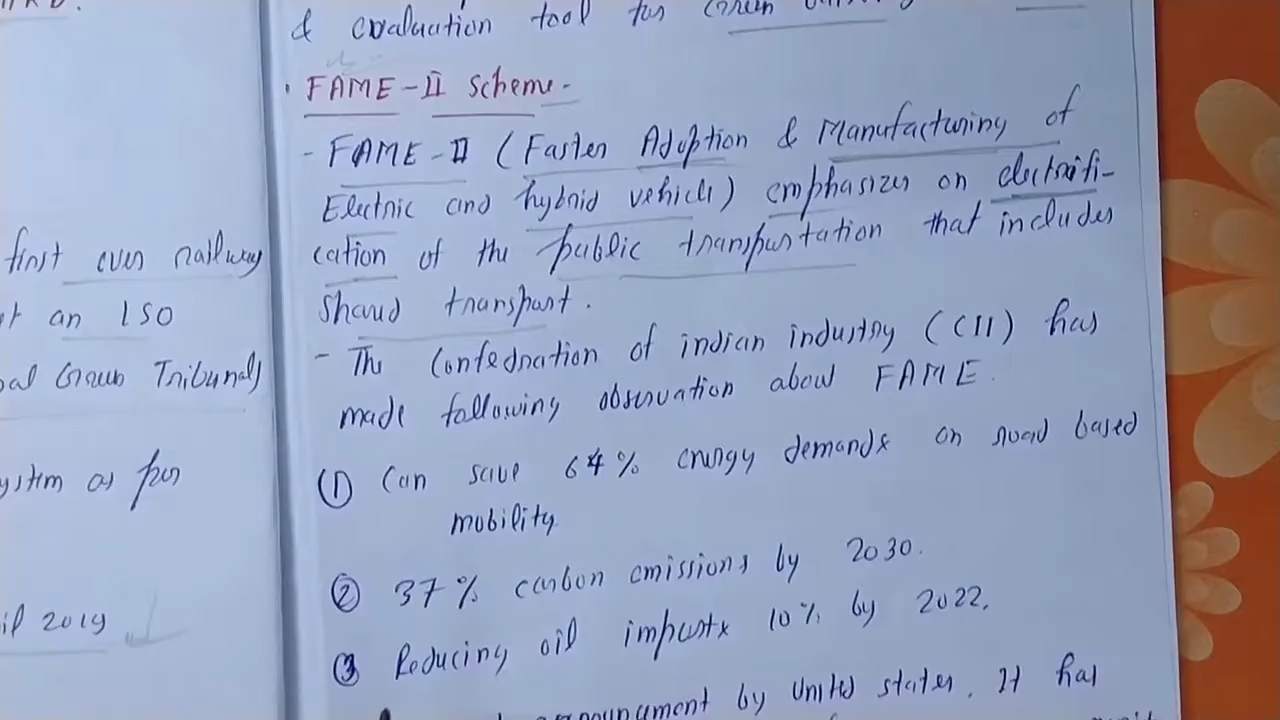 first ever railway
an ISO
Green Tribunals
as per
2019
& evaluation tool for Green
· FAME-II Scheme-
- FAME-II (Faster Adoption & Manufacturing of
Electric and hybrid vehicle) emphasizes on electrifi-
cation of the public transportation that includes
shared transport.
- The Confedration of indian industry (CII) has
made following observation about FAME.
① Can save 64% energy demands on road based
mobility
② 37% carbon emissions by 2030.
③ Reducing oil imports 10% by 2022.
by United states. It has